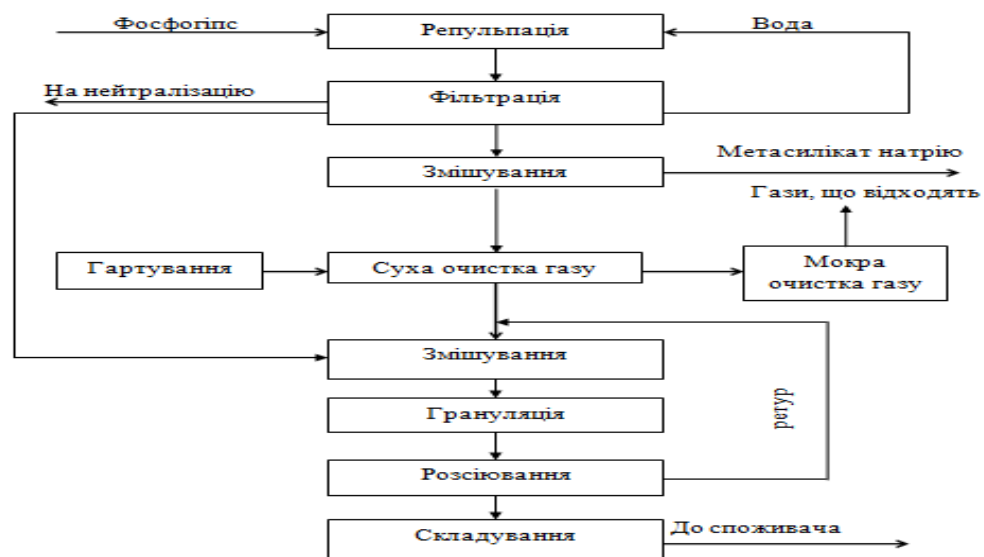 Фосфогіпс
Репульпація
Вода
На нейтралізацію
Фільтрація
Метасилікат натрію
Змішування
Гази, що відходять
Гартування
Суха очистка газу
Мокра
очистка газу
Змішування
ретур
Грануляція
Розсіювання
Складування
До споживача